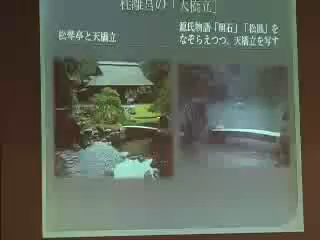 桂離宮の「天橋立」
松琴亭と天橋立
源氏物語「明石」「松風」を
なぞらえつつ、天橋立を写す